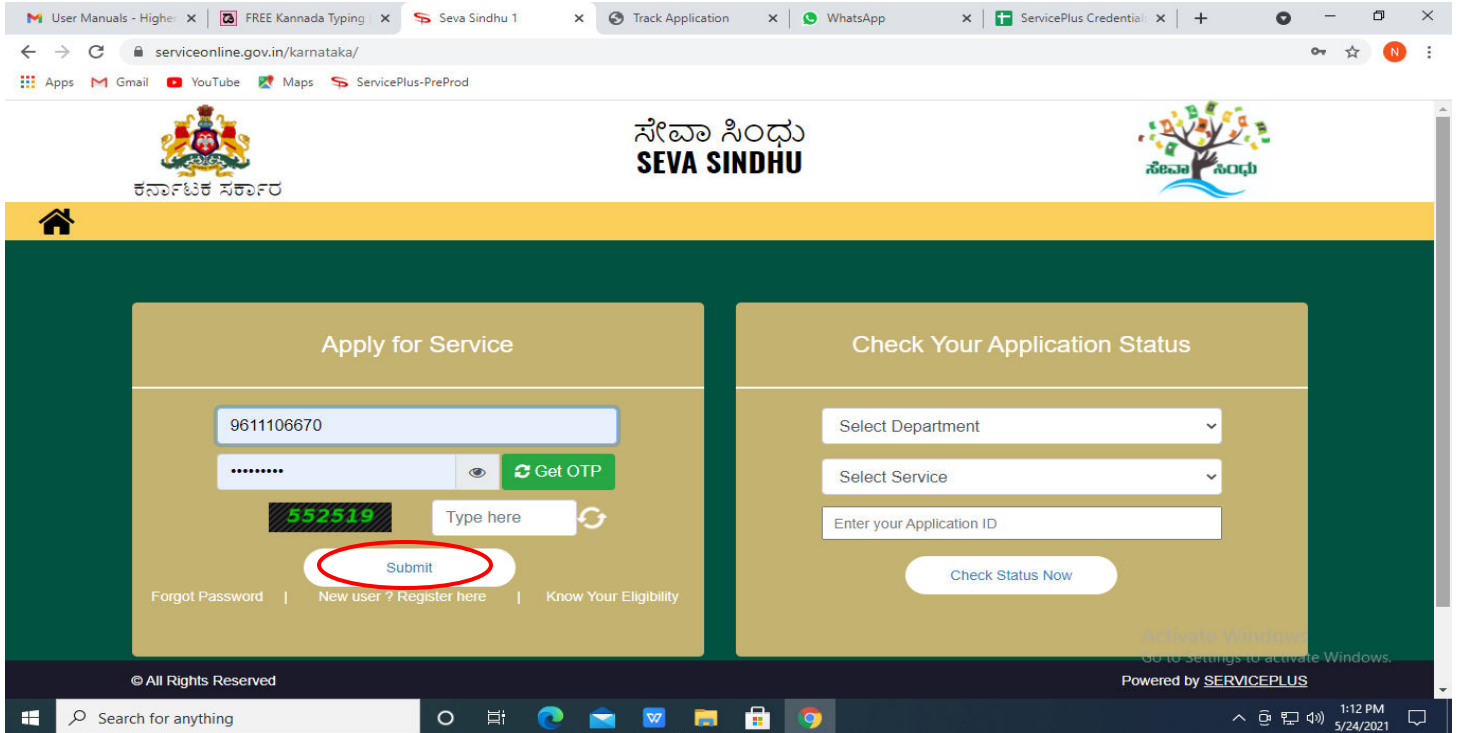 User Manuals - Higher
FREE Kannada Typing
Seva Sindhu 1
Track Application
WhatsApp
ServicePlus Credential
serviceonline.gov.in/karnataka/
N
Apps Gmail YouTube Maps ServicePlus-PreProd
ಕರ್ನಾಟಕ ಸರ್ಕಾರ
ಸೇವಾ ಸಿಂಧು
SEVA SINDHU
ಸೇವಾ ಸಿಂಧು
Apply for Service
9611106670
Get OTP
552519
Type here
Submit
Forgot Password | New user ? Register here | Know Your Eligibility
Check Your Application Status
Select Department
Select Service
Enter your Application ID
Check Status Now
Activate Windows
Go to Settings to activate Windows.
© All Rights Reserved
Powered by SERVICEPLUS
Search for anything
W
1:12 PM
5/24/2021